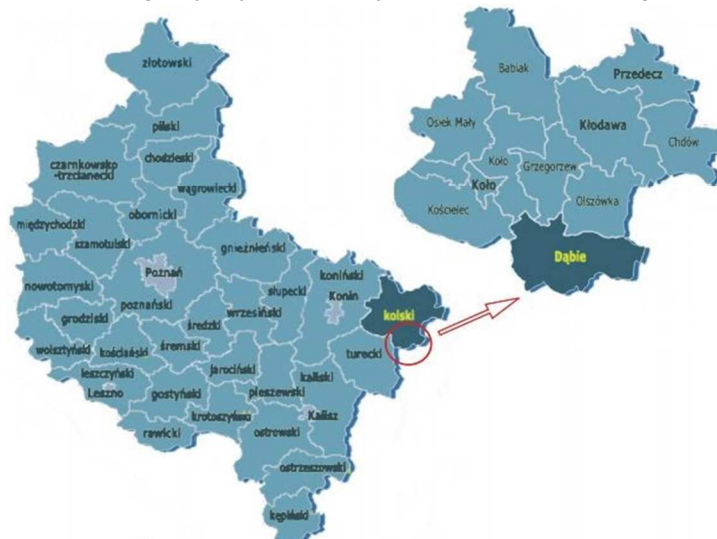 złotowski
pilski
chodzieski
czarnkowsko
-trzcianecki
wągrowiecki
obornicki
międzychodzki
szamotulski
gnieźnieński
Poznań
koniński
nowotomyski
słupecki
Konin
poznański
wrzesiński
kolski
grodziski
średzki
wolsztyński
kościański
śremski
turecki
leszczyński
jarociński
kaliski
Leszno
gostyński
pleszewski
krotoszyński
Kalisz
rawicki
ostrowski
ostrzeszowski
kępiński
Babiak
Przedecz
Osiek Mały
Kłodawa
Chdów
Koło
Grzegorzew
Koło
Kościelec
Olszówka
Dąbie